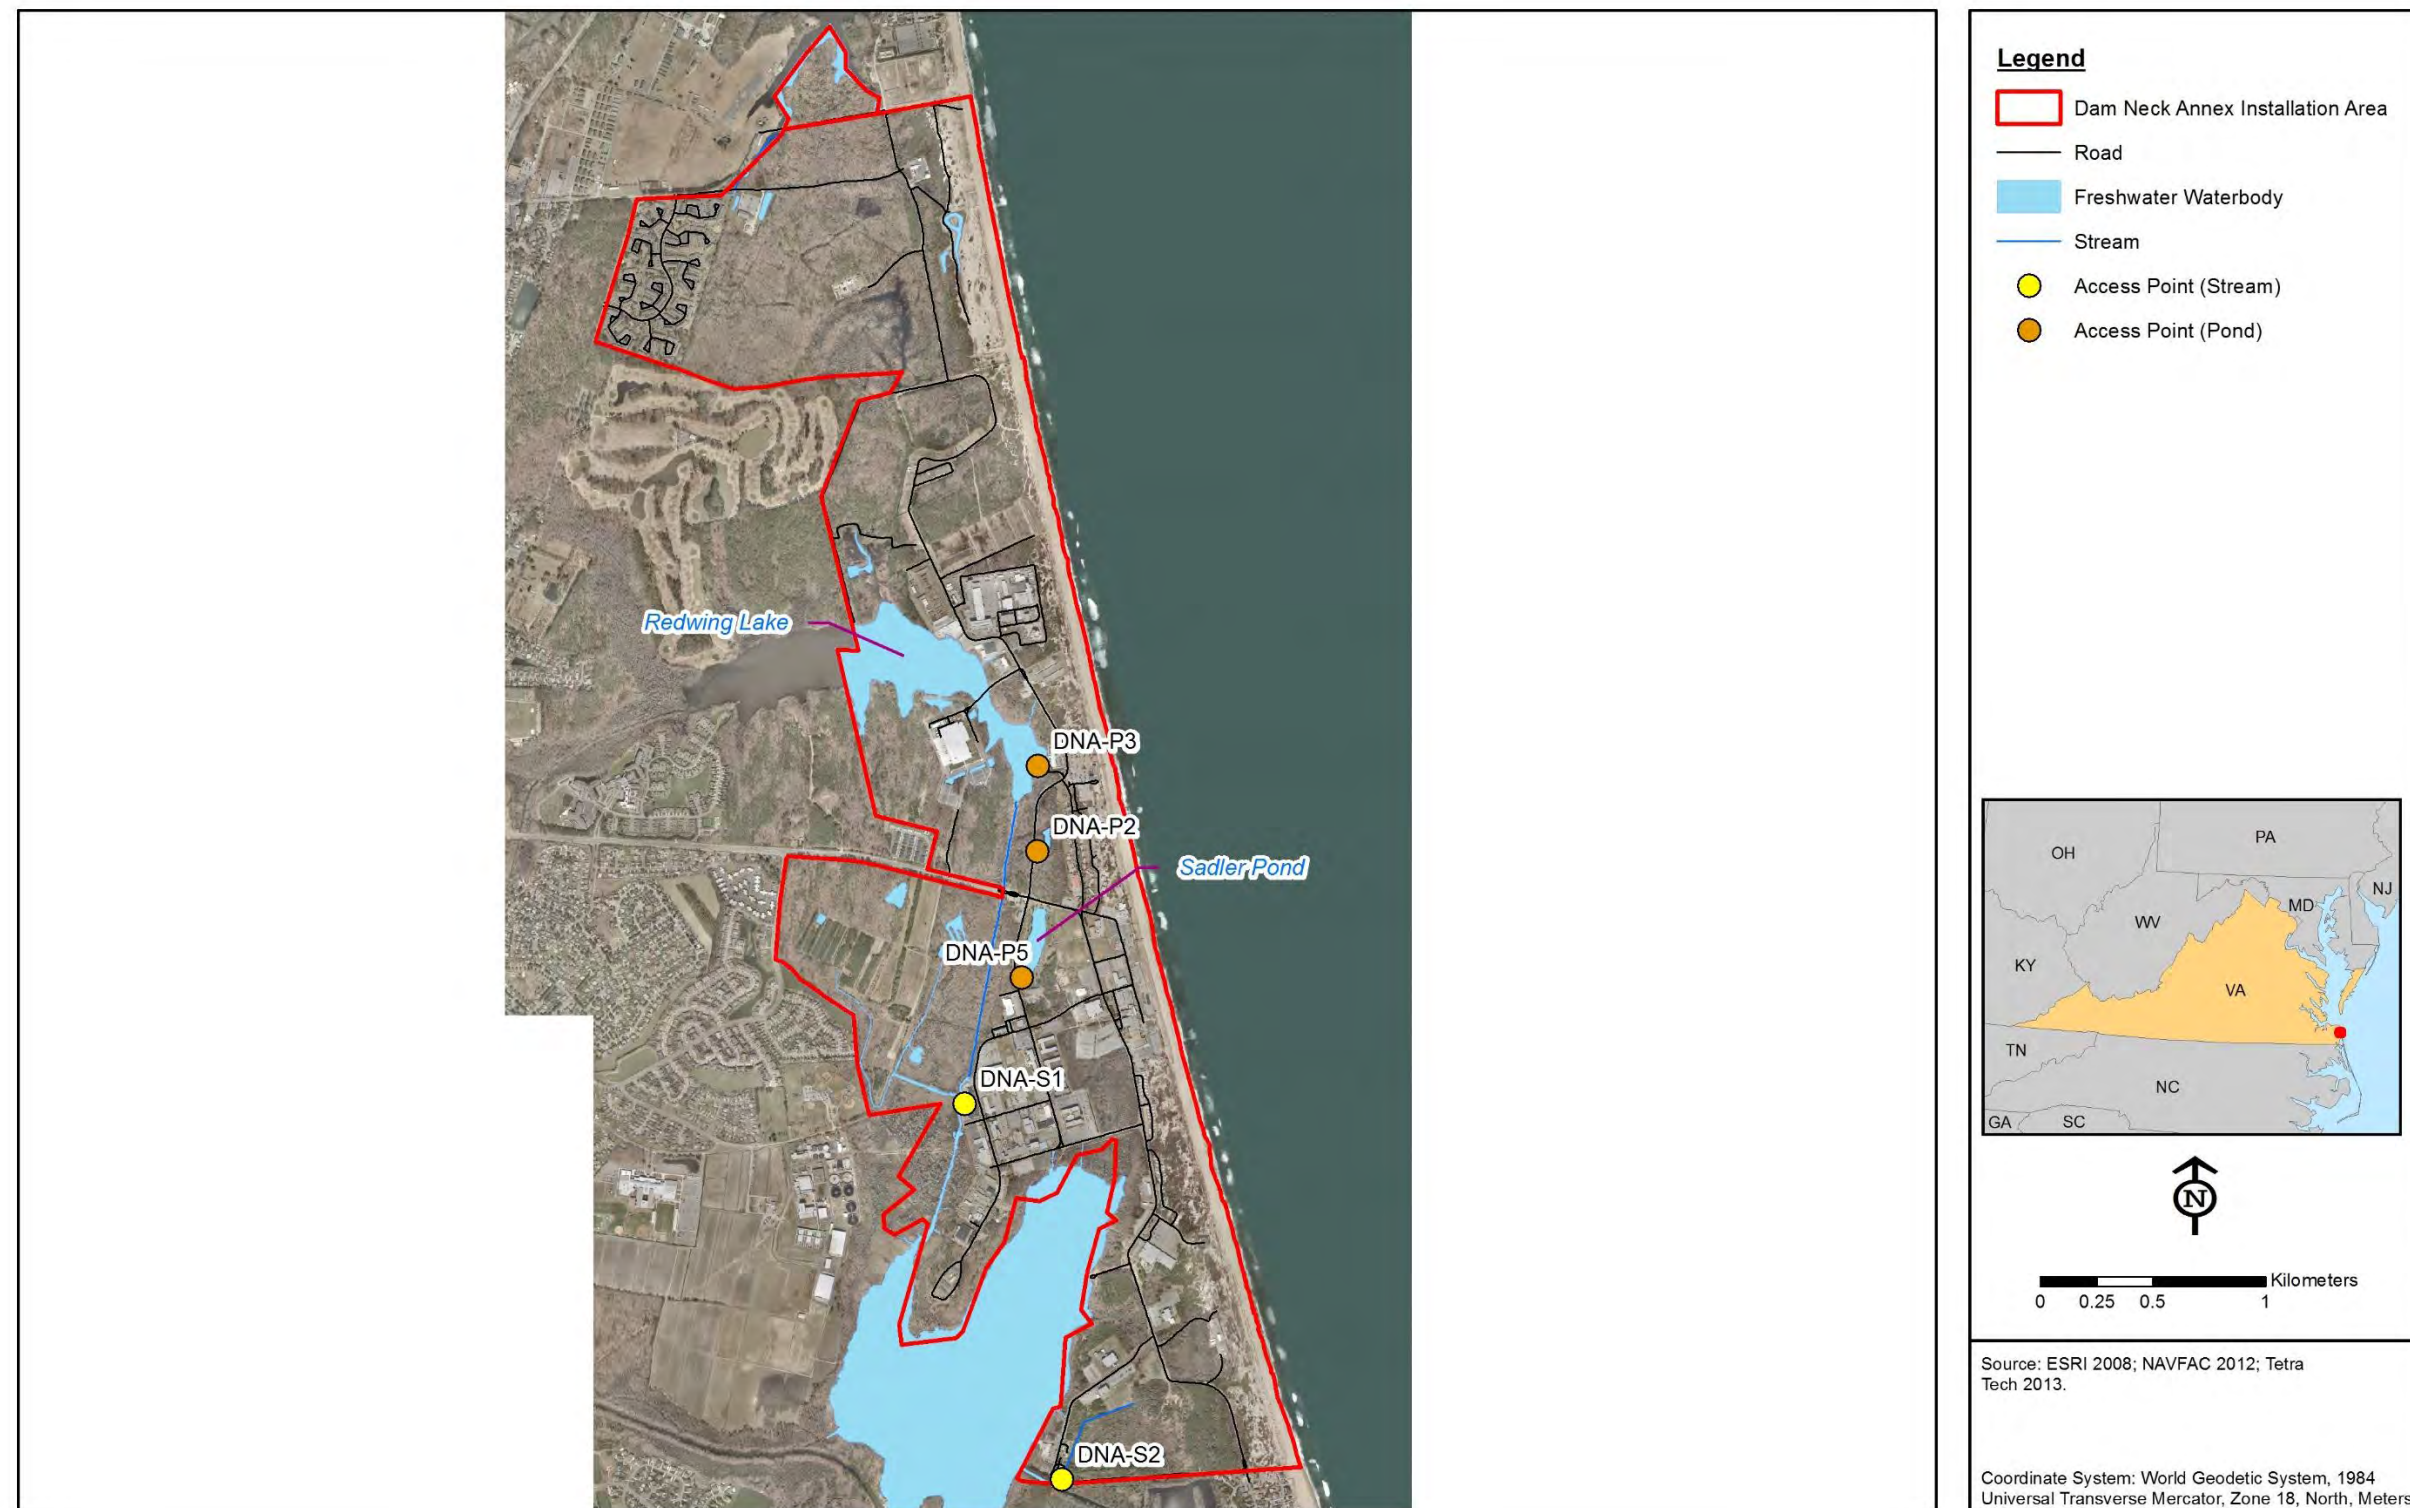 Redwing Lake
DNA-P3
DNA-P2
Sadler Pond
DNA-P5
DNA-S1
DNA-S2
Legend
Dam Neck Annex Installation Area
Road
Freshwater Waterbody
Stream
Access Point (Stream)
Access Point (Pond)
PA
OH
NJ
MD
WV
KY
VA
TN
NC
GA
SC
N
Kilometers
0 0.25 0.5 1
Source: ESRI 2008; NAVFAC 2012; Tetra
Tech 2013.
Coordinate System: World Geodetic System, 1984
Universal Transverse Mercator, Zone 18, North, Meters